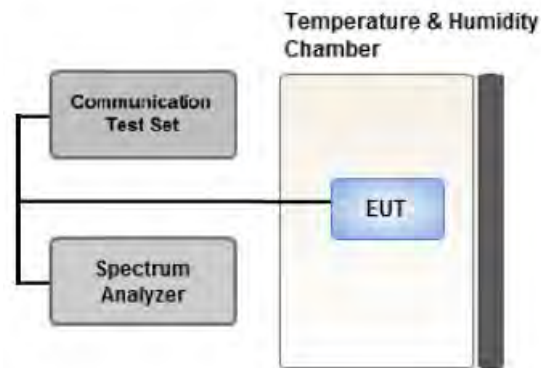 Temperature & Humidity
Chamber
Communication
Test Set
EUT
Spectrum
Analyzer